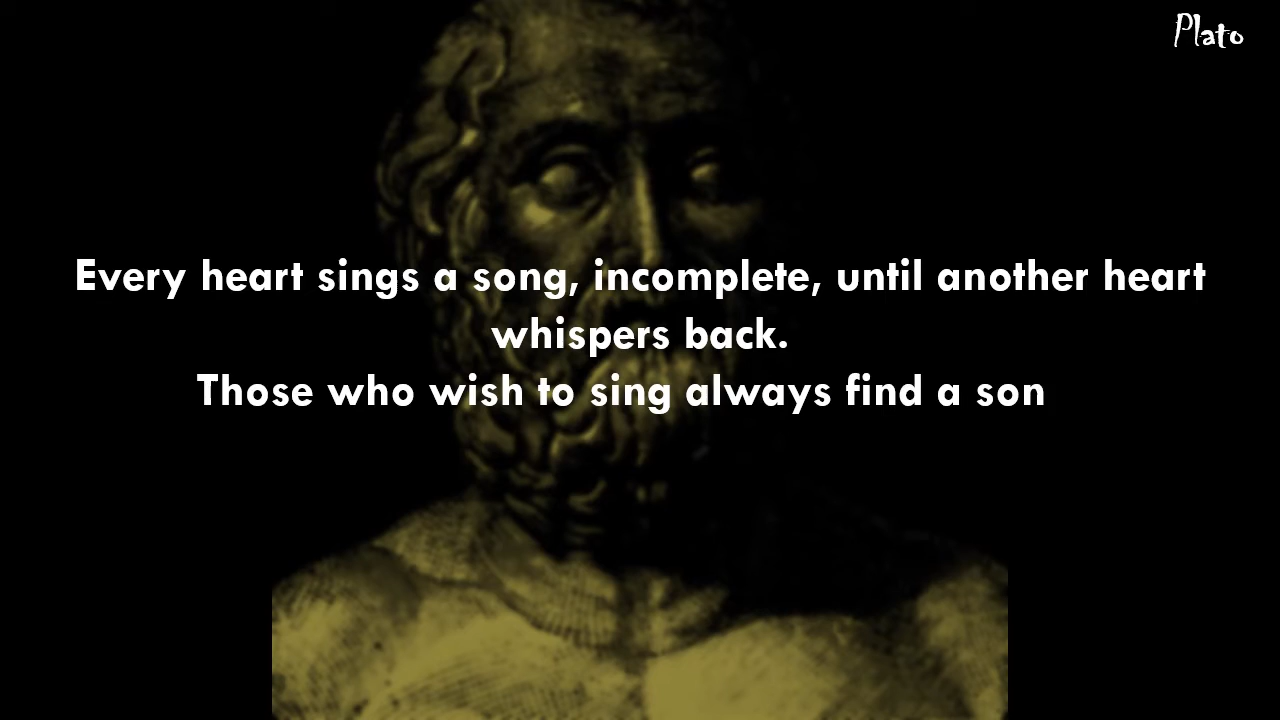 Plato
Every heart sings a song, incomplete, until another heart
whispers back.
Those who wish to sing always find a son